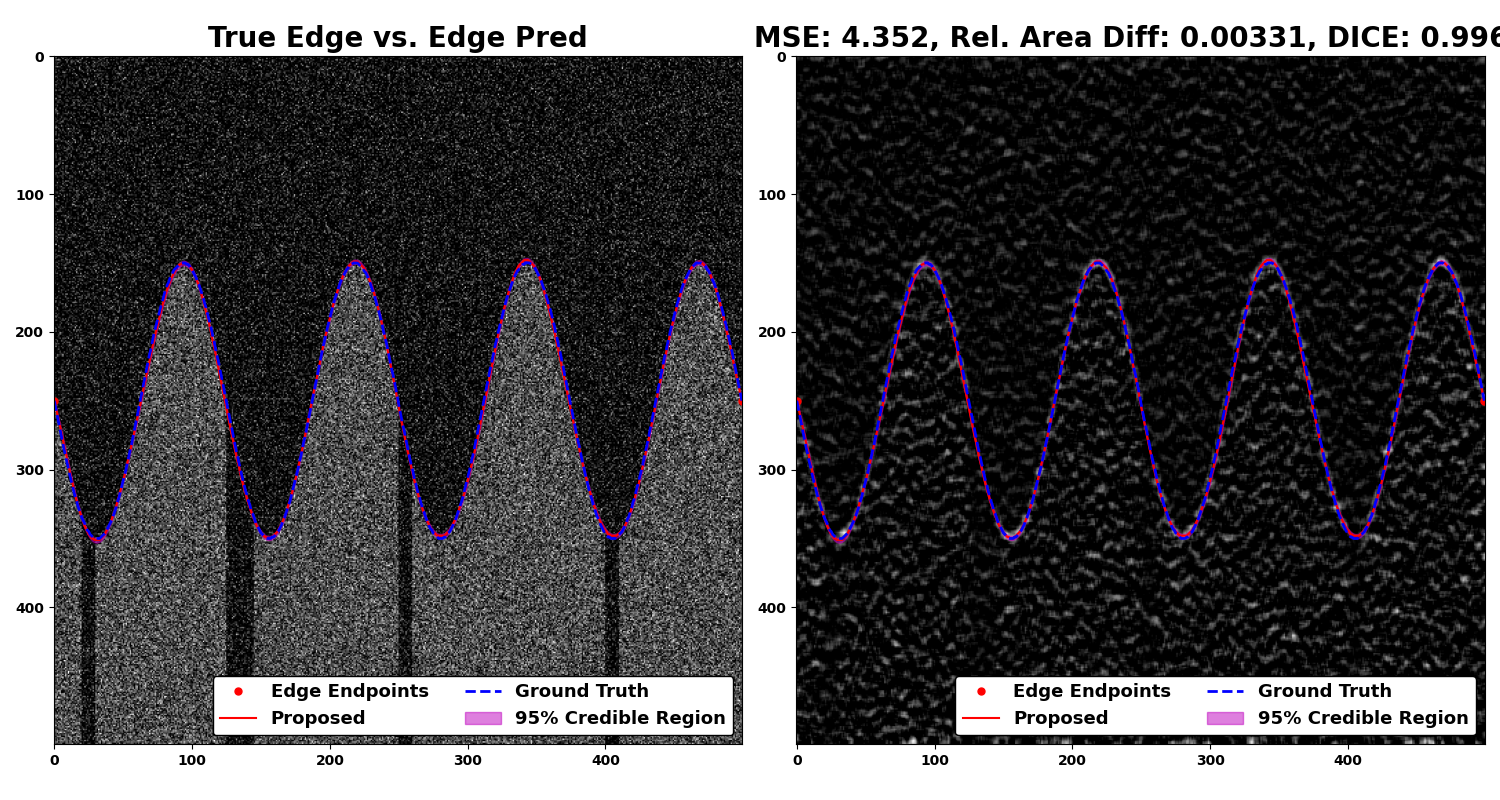 True Edge vs. Edge Pred
0
100
200
300
400
0 100 200 300 400
Edge Endpoints
Proposed
Ground Truth
95% Credible Region
MSE: 4.352, Rel. Area Diff: 0.00331, DICE: 0.996
0
100
200
300
400
0 100 200 300 400
Edge Endpoints
Proposed
Ground Truth
95% Credible Region